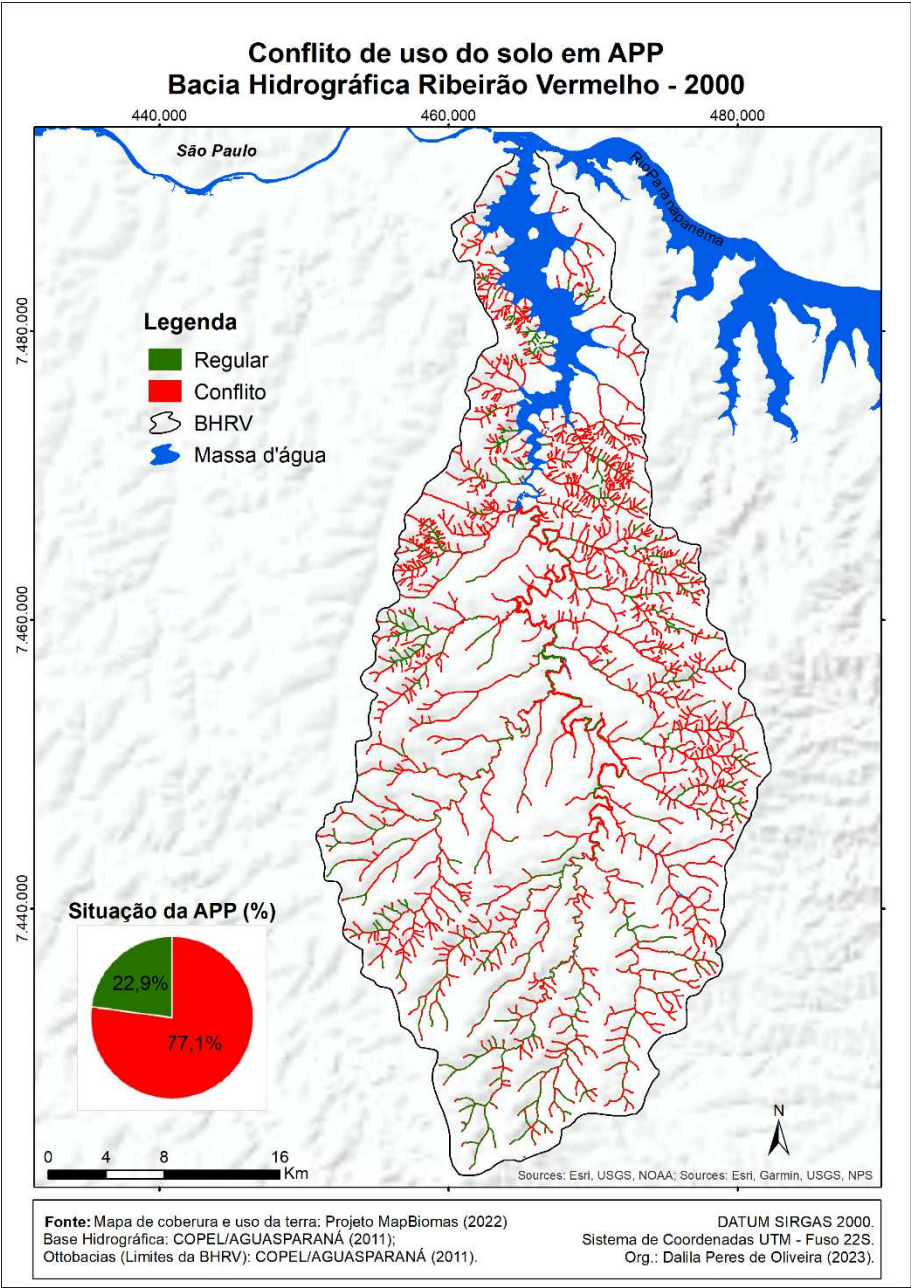 Conflito de uso do solo em APP
Bacia Hidrográfica Ribeirão Vermelho - 2000
440.000
460.000
480.000
São Paulo
Rio Paranapanema
7.480.000
7.460.000
7.440.000
Legenda
Regular
Conflito
BHRV
Massa d'água
Situação da APP (%)
22,9%
77,1%
N
0 4 8 16
Km
Sources: Esri, USGS, NOAA; Sources: Esri, Garmin, USGS, NPS
Fonte: Mapa de coberura e uso da terra: Projeto MapBiomas (2022)
Base Hidrográfica: COPEL/AGUASPARANÁ (2011);
Ottobacias (Limites da BHRV): COPEL/AGUASPARANÁ (2011).
DATUM SIRGAS 2000.
Sistema de Coordenadas UTM - Fuso 22S.
Org.: Dalila Peres de Oliveira (2023).